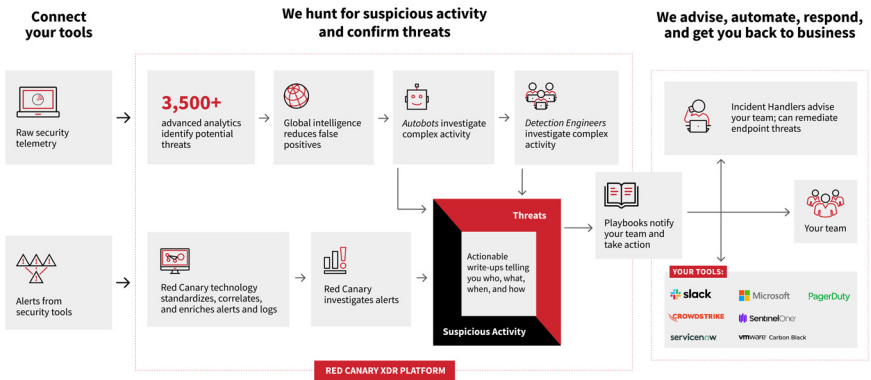 Connect
your tools
We hunt for suspicious activity
and confirm threats
We advise, automate, respond,
and get you back to business
Raw security
telemetry
3,500+
advanced analytics
identify potential
threats
Global intelligence
reduces false
positives
Autobots investigate
complex activity
Detection Engineers
investigate complex
activity
Incident Handlers advise
your team; can remediate
endpoint threats
Alerts from
security tools
Red Canary technology
standardizes, correlates,
and enriches alerts and logs
Red Canary
investigates alerts
Threats
Actionable
write-ups telling
you who, what,
when, and how
Suspicious Activity
Playbooks notify
your team and
take action
Your team
YOUR TOOLS:
slack
Microsoft
PagerDuty
CROWDSTRIKE
SentinelOne
servicenow
vmware Carbon Black
RED CANARY XDR PLATFORM